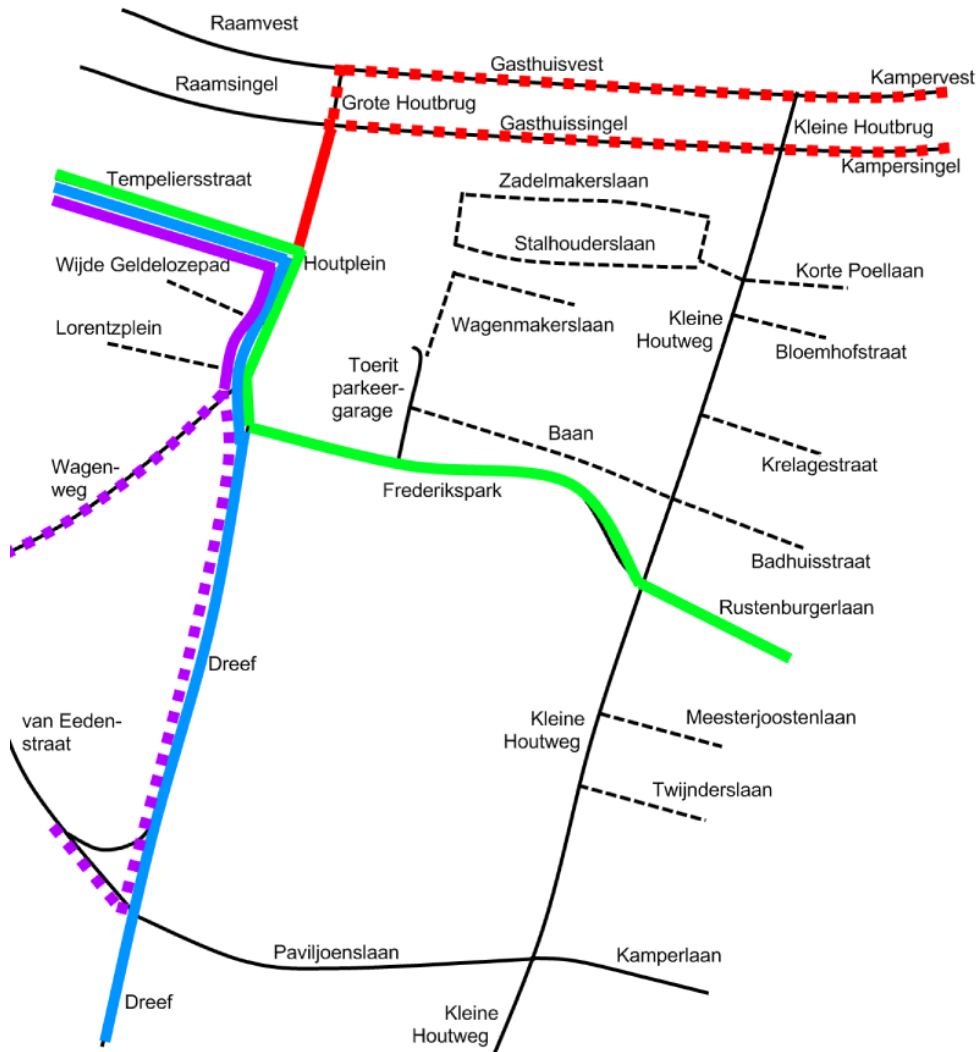 Raamvest
Gasthuisvest
Raamsingel
Kampervest
Grote Houtbrug
Gasthuissingel
Kleine Houtbrug
Kampersingel
Tempeliersstraat
Zadelmakerslaan
Stalhouderslaan
Wijde Geldelozepad
Houtplein
Korte Poellaan
Lorentzplein
Wagenmakerslaan
Kleine
Houtweg
Bloemhofstraat
Toerit
parkeer-
garage
Baan
Krelagestraat
Wagen-
weg
Frederikspark
Badhuisstraat
Rustenburgerlaan
Dreef
van Eeden-
straat
Kleine
Houtweg
Meesterjoostenlaan
Twijnderslaan
Paviljoenslaan
Kamperlaan
Dreef
Kleine
Houtweg